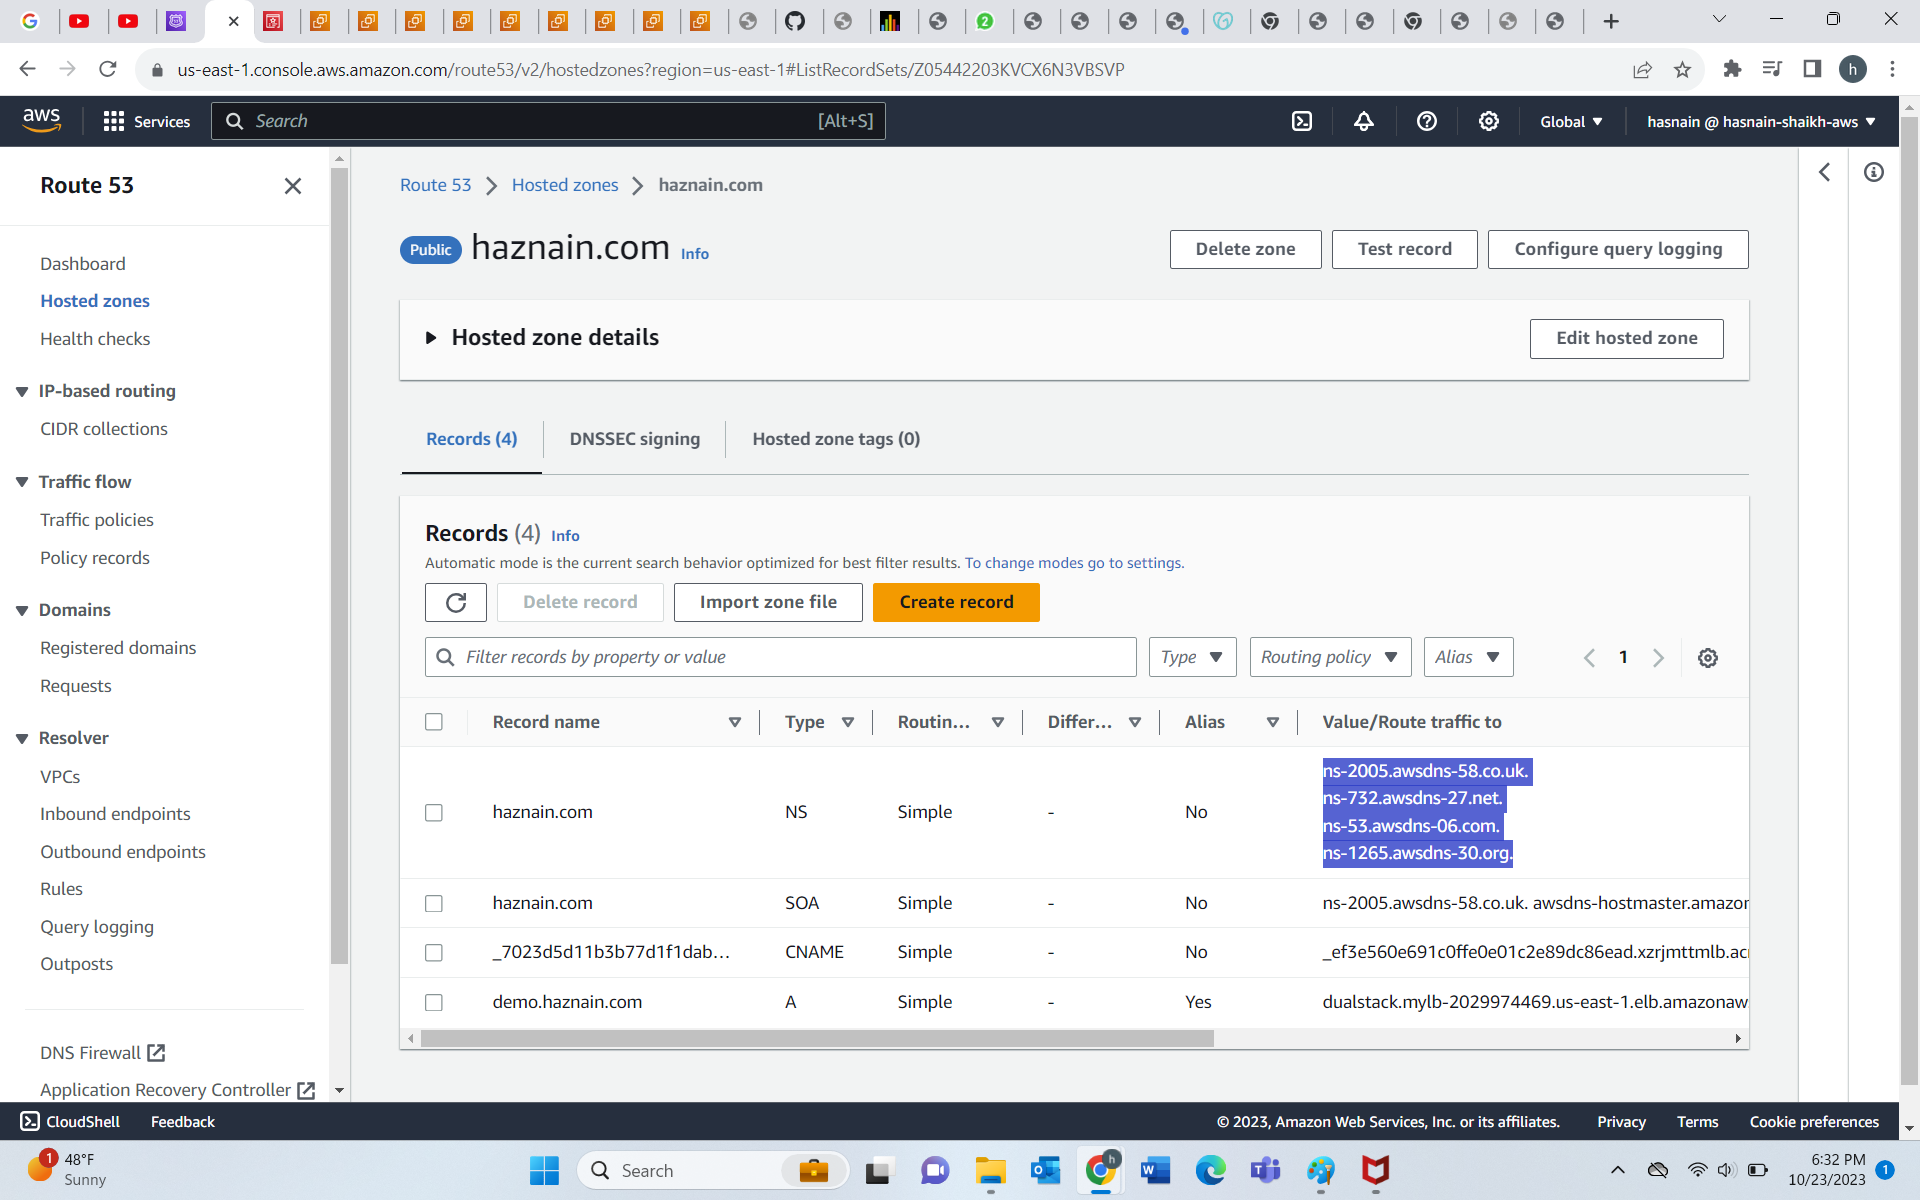 us-east-1.console.aws.amazon.com/route53/v2/hostedzones?region=us-east-1#ListRecordSets/Z05442203KVCX6N3VBSVP
h
aws
Services
Search
[Alt+S]
Global
hasnain @ hasnain-shaikh-aws
Route 53
Dashboard
Hosted zones
Health checks
IP-based routing
CIDR collections
Traffic flow
Traffic policies
Policy records
Domains
Registered domains
Requests
Resolver
VPCs
Inbound endpoints
Outbound endpoints
Rules
Query logging
Outposts
DNS Firewall
Application Recovery Controller
Route 53 > Hosted zones > haznain.com
Public haznain.com Info
Delete zone
Test record
Configure query logging
Hosted zone details
Edit hosted zone
Records (4)
DNSSEC signing
Hosted zone tags (0)
Records (4) Info
Automatic mode is the current search behavior optimized for best filter results. To change modes go to settings.
Delete record
Import zone file
Create record
Filter records by property or value
Type
Routing policy
Alias
1
Record name Type Routin... Differ... Alias Value/Route traffic to
haznain.com NS Simple - No
ns-2005.awsdns-58.co.uk.
ns-732.awsdns-27.net.
ns-53.awsdns-06.com.
ns-1265.awsdns-30.org.
haznain.com SOA Simple - No ns-2005.awsdns-58.co.uk. awsdns-hostmaster.amazon
_7023d5d11b3b77d1f1dab... CNAME Simple - No _ef3e560e691c0ffe0e01c2e89dc86ead.xzrjmttmlb.ac
demo.haznain.com A Simple - Yes dualstack.mylb-2029974469.us-east-1.elb.amazonaw
CloudShell
Feedback
© 2023, Amazon Web Services, Inc. or its affiliates.
Privacy
Terms
Cookie preferences
1
48°F
Sunny
Search
h
6:32 PM
10/23/2023
1